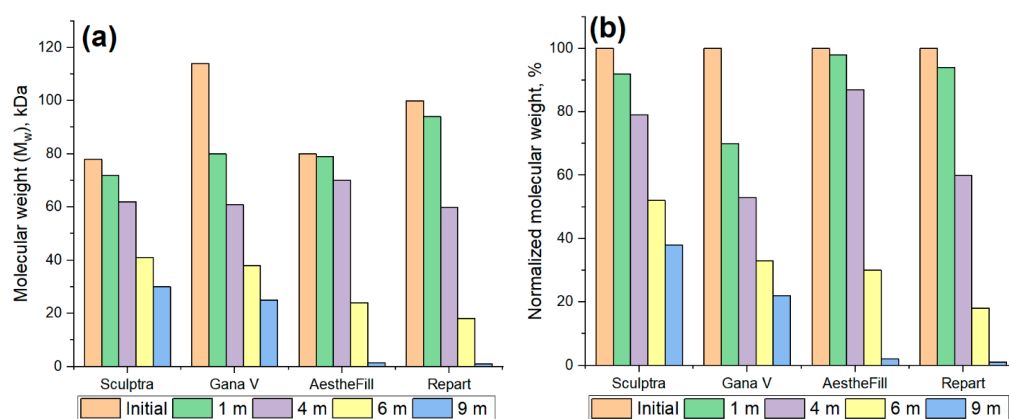 (a)
Molecular weight (Mw), kDa
120
100
80
60
40
20
0
Sculptra Gana V AestheFill Repart
Initial 1 m 4 m 6 m 9 m
(b)
Normalized molecular weight, %
100
80
60
40
20
0
Sculptra Gana V AestheFill Repart
Initial 1 m 4 m 6 m 9 m